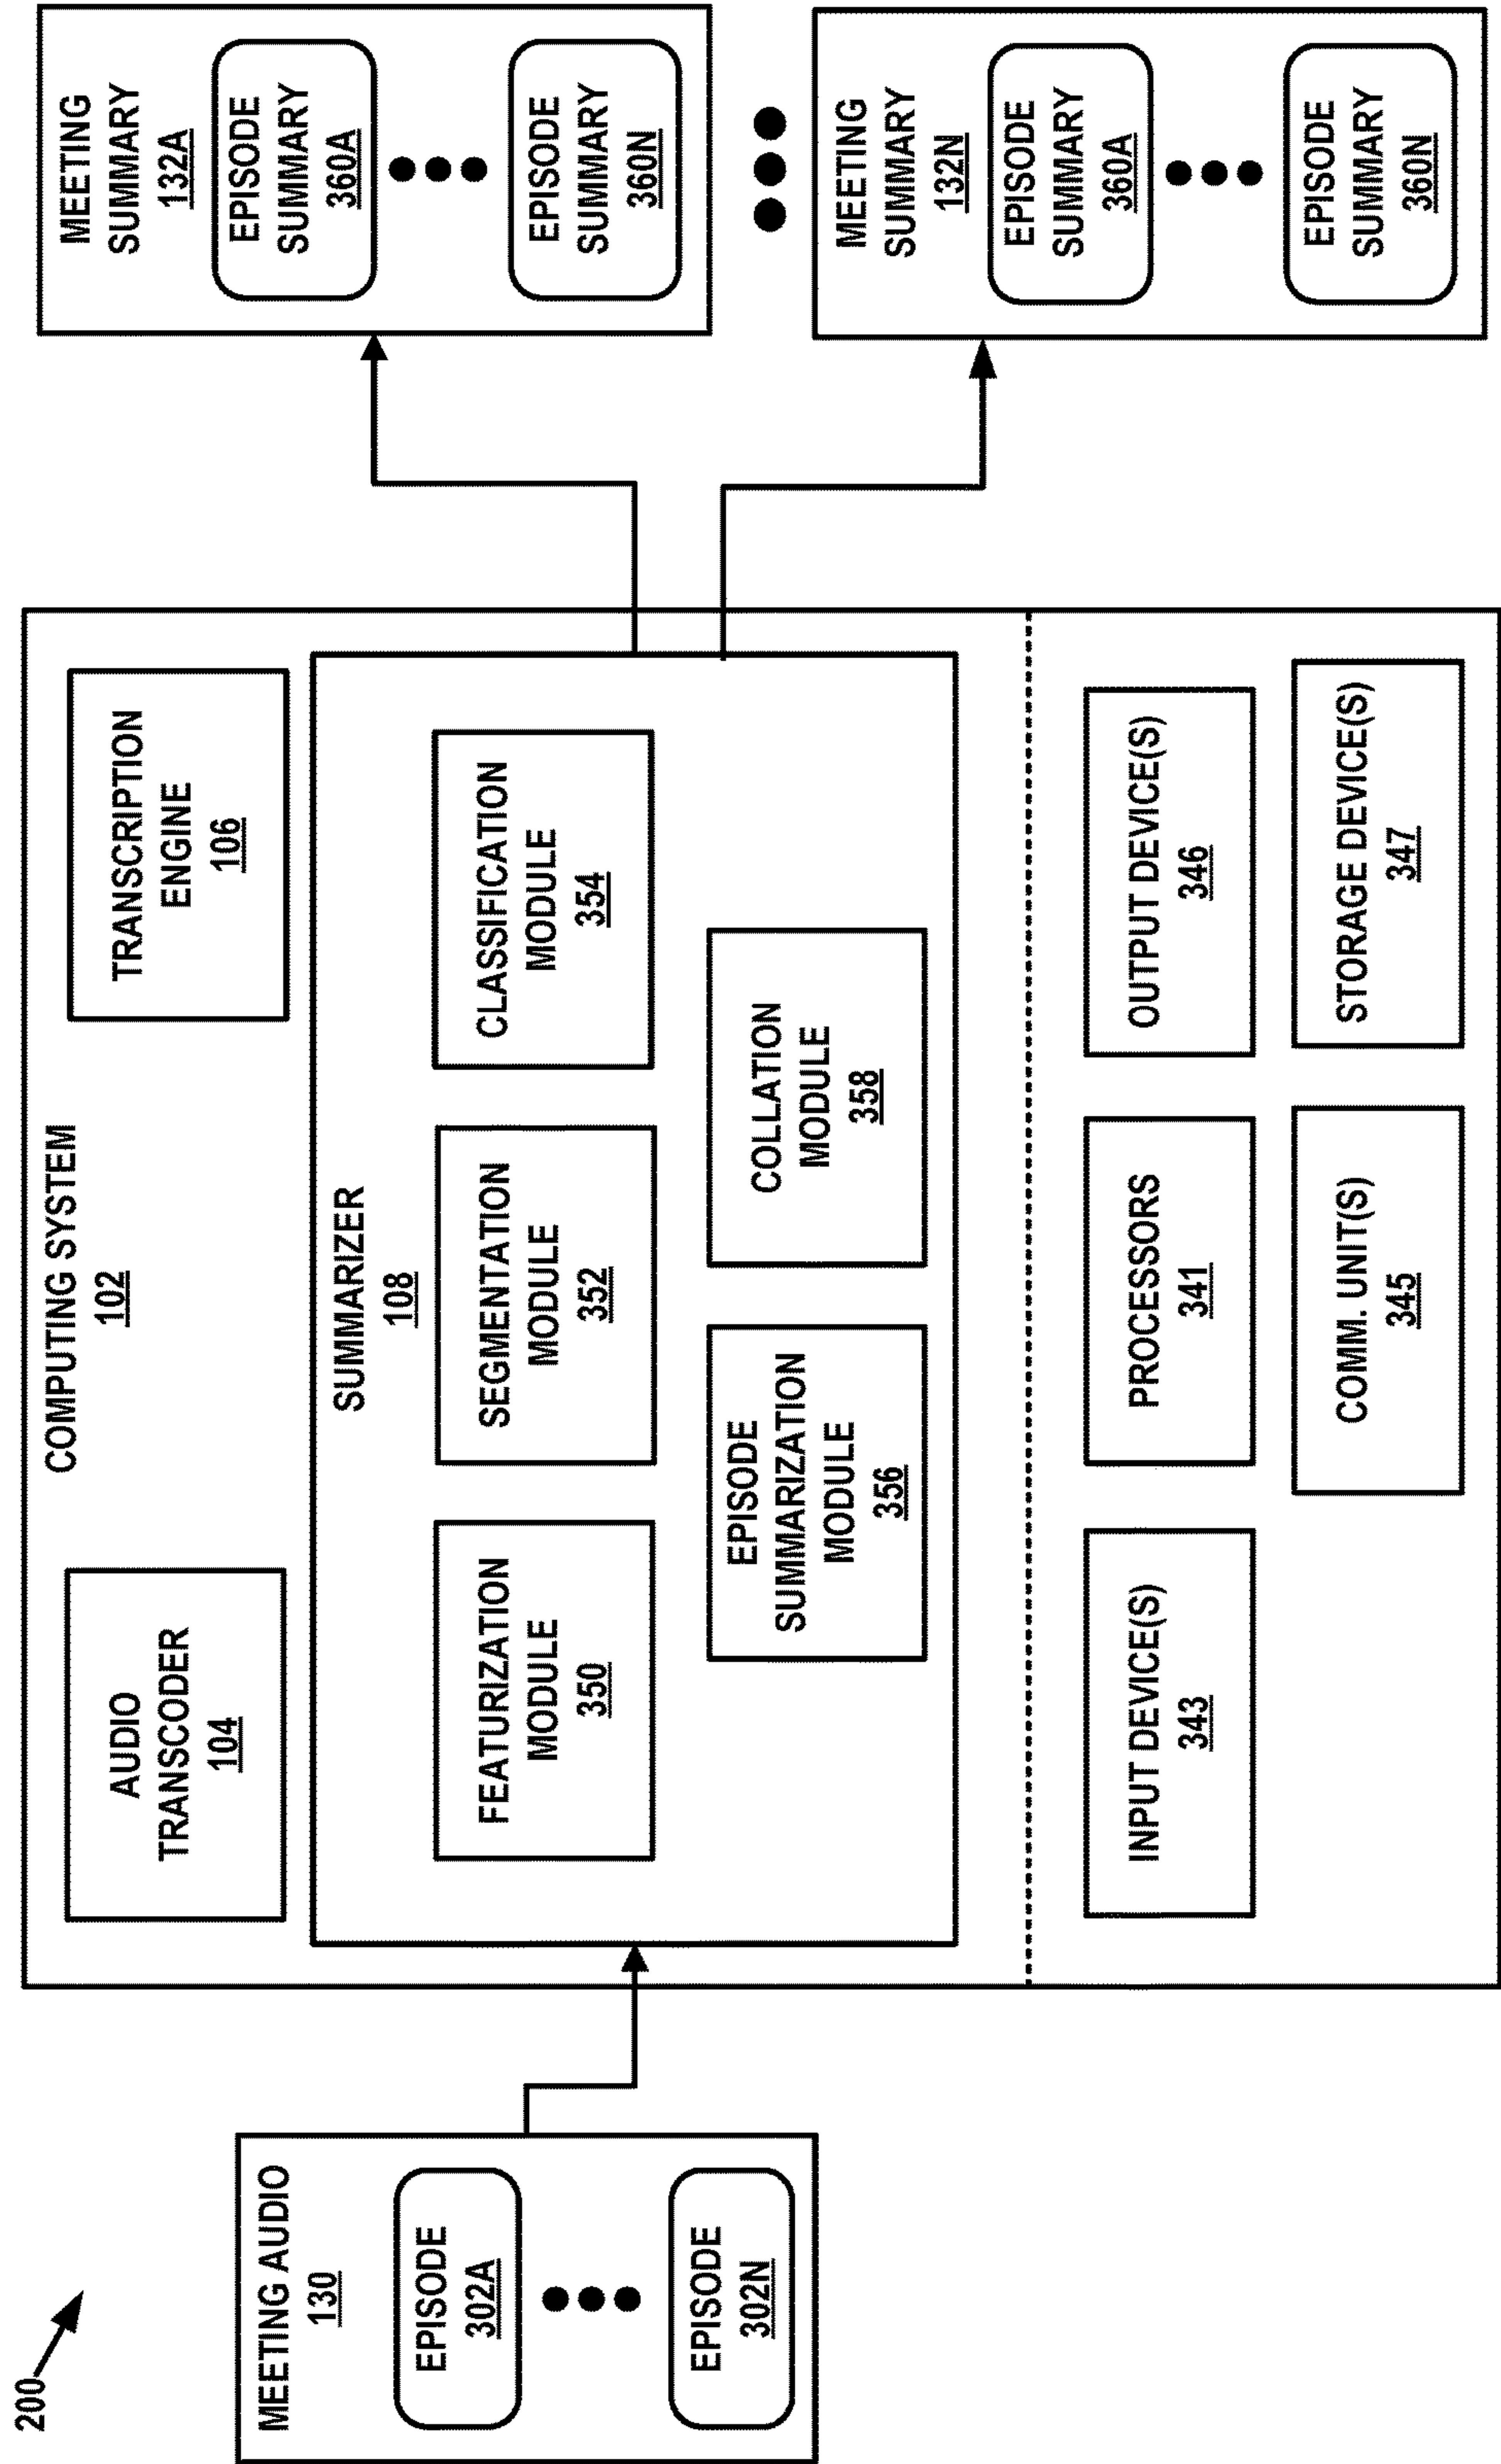 200
MEETING AUDIO
130
EPISODE
302A
EPISODE
302N
COMPUTING SYSTEM
102
AUDIO
TRANSCODER
104
TRANSCRIPTION
ENGINE
106
SUMMARIZER
108
FEATURIZATION
MODULE
350
SEGMENTATION
MODULE
352
CLASSIFICATION
MODULE
354
EPISODE
SUMMARIZATION
MODULE
356
COLLATION
MODULE
358
INPUT DEVICE(S)
343
PROCESSORS
341
OUTPUT DEVICE(S)
346
COMM. UNIT(S)
345
STORAGE DEVICE(S)
347
MEETING
SUMMARY
132A
EPISODE
SUMMARY
360A
EPISODE
SUMMARY
360N
MEETING
SUMMARY
132N
EPISODE
SUMMARY
360A
EPISODE
SUMMARY
360N